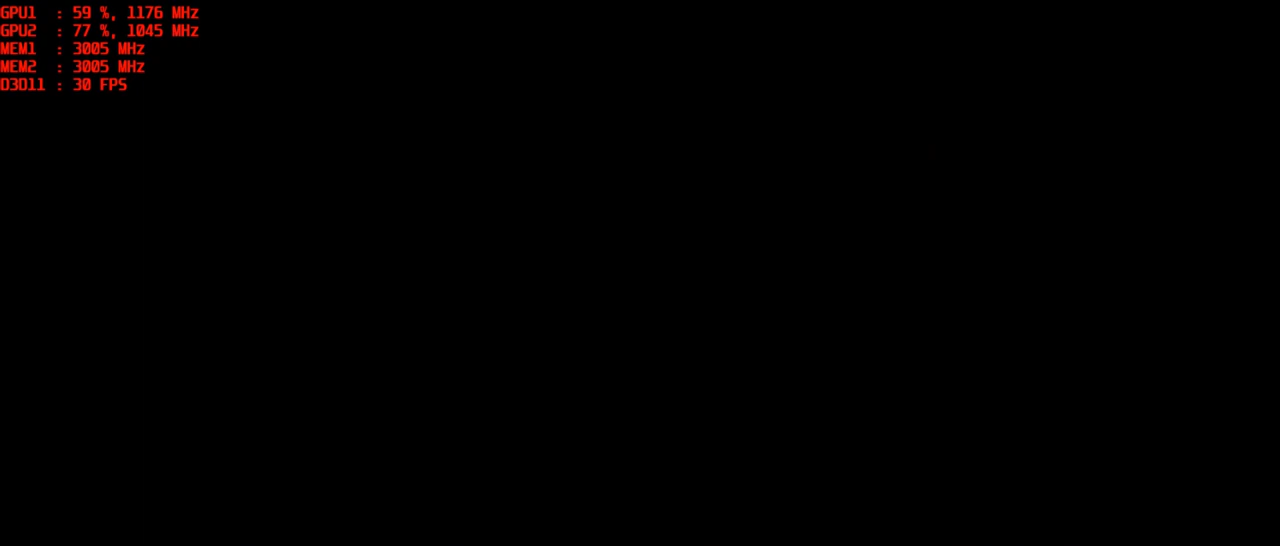 GPU1 : 59 %, 1176 MHz
GPU2 : 77 %, 1045 MHz
MEM1 : 3005 MHz
MEM2 : 3005 MHz
D3D11 : 30 FPS